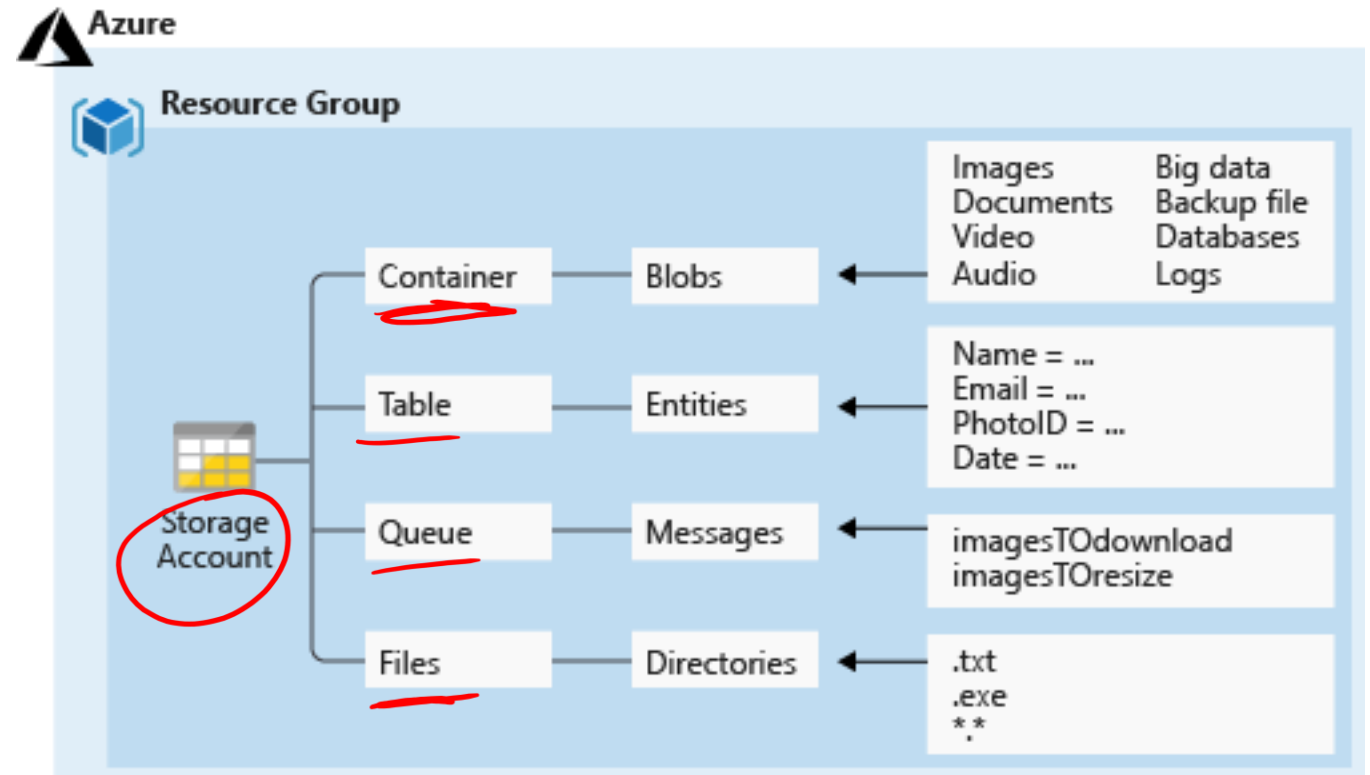 Azure
Resource Group
Storage
Account
Container
Blobs
Images
Documents
Video
Audio
Big data
Backup file
Databases
Logs
Table
Entities
Name = ...
Email = ...
PhotoID = ...
Date = ...
Queue
Messages
imagesTOdownload
imagesTOresize
Files
Directories
.txt
.exe
*.*